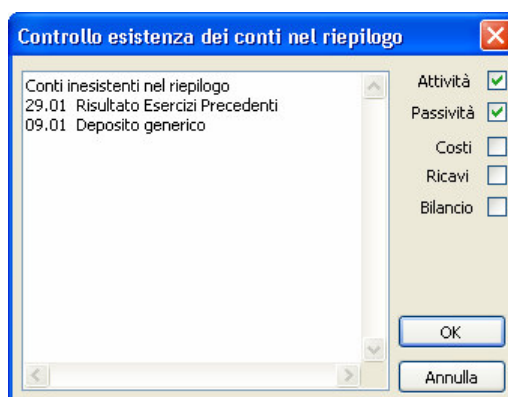 Controllo esistenza dei conti nel riepilogo
Conti inesistenti nel riepilogo
29.01 Risultato Esercizi Precedenti
09.01 Deposito generico
Attività
Passività
Costi
Ricavi
Bilancio
OK
Annulla